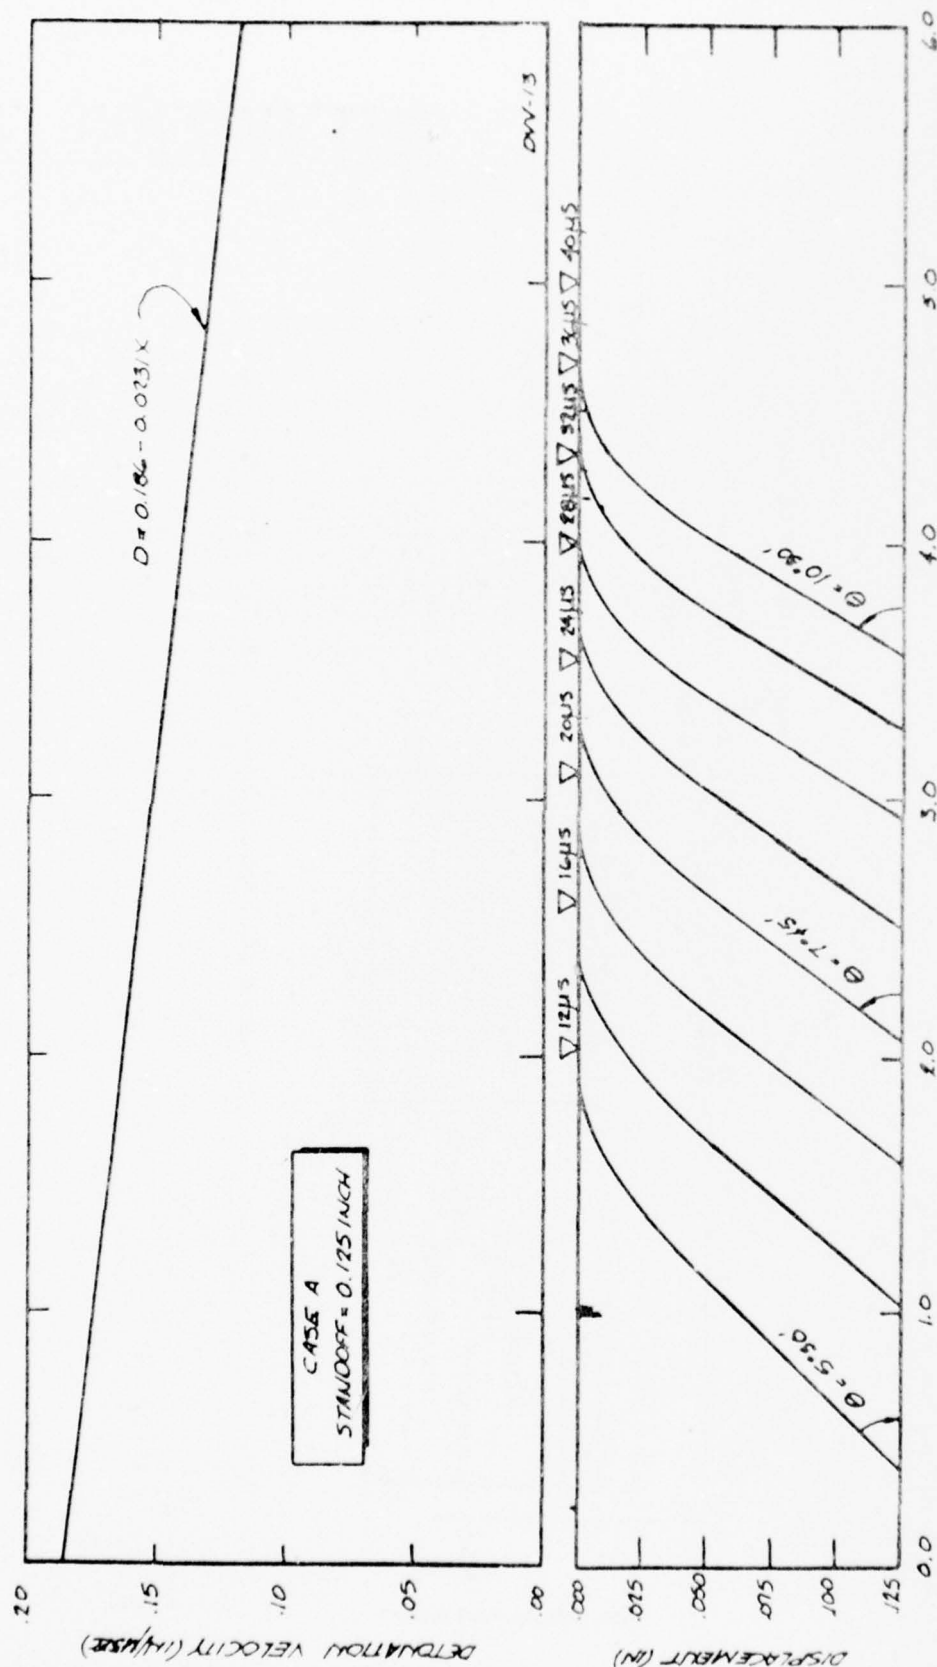 DETONATION VELOCITY (IN/μSEC)
.20
.15
.10
.05
.00
D = 0.186 - 0.0231X
CASE A
STANDOFF = 0.125 INCH
DVV-13
12μS
16μS
20μS
24μS
28μS
32μS
36μS
40μS
DISPLACEMENT (IN)
.000
.025
.050
.075
.100
.125
θ = 5°30'
θ = 7°45'
θ = 10°30'
0.0
1.0
2.0
3.0
4.0
5.0
6.0